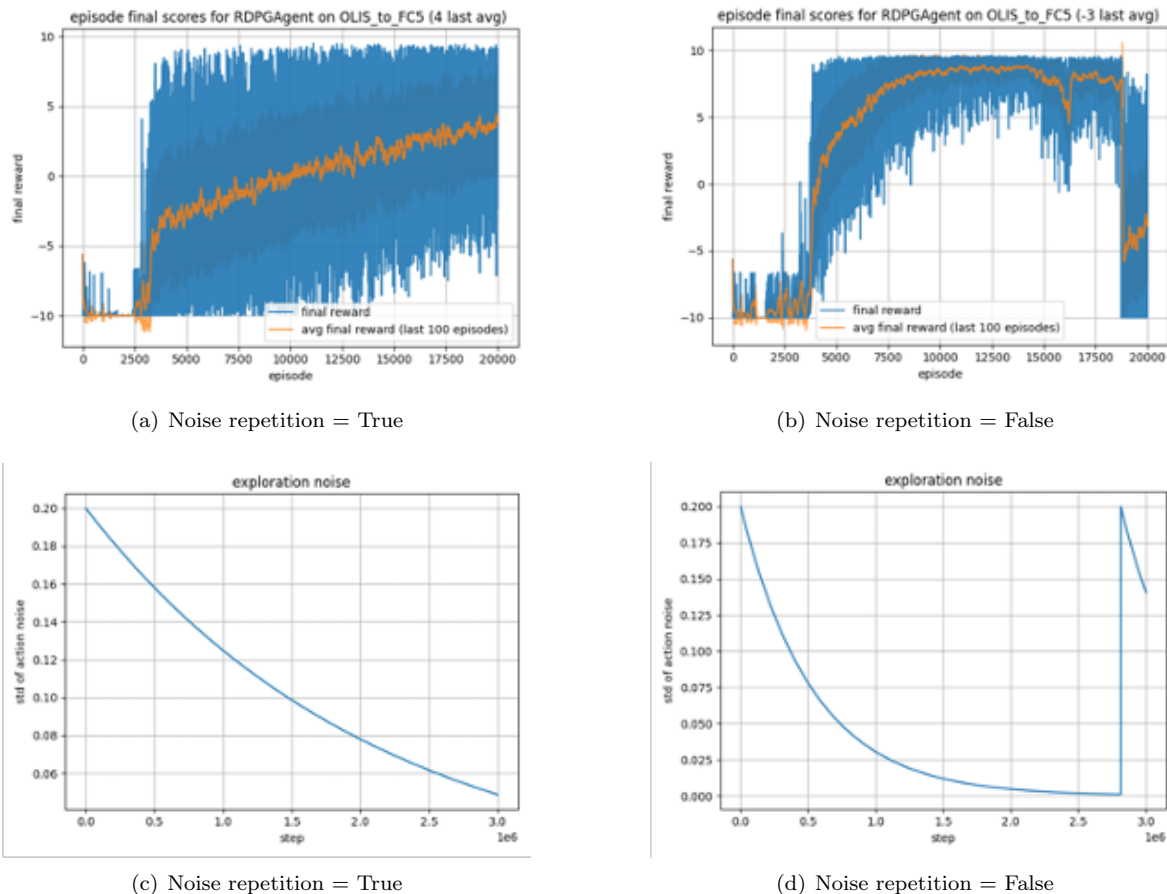 episode final scores for RDPGAgent on OLIS_to_FC5 (4 last avg)
10
5
0
−5
−10
final reward
final reward
avg final reward (last 100 episodes)
0 2500 5000 7500 10000 12500 15000 17500 20000
episode
(a) Noise repetition = True
episode final scores for RDPGAgent on OLIS_to_FC5 (-3 last avg)
10
5
0
−5
−10
final reward
final reward
avg final reward (last 100 episodes)
0 2500 5000 7500 10000 12500 15000 17500 20000
episode
(b) Noise repetition = False
exploration noise
0.20
0.18
0.16
0.14
0.12
0.10
0.08
0.06
std of action noise
0.0 0.5 1.0 1.5 2.0 2.5 3.0
1e6
step
(c) Noise repetition = True
exploration noise
0.200
0.175
0.150
0.125
0.100
0.075
0.050
0.025
0.000
std of action noise
0.0 0.5 1.0 1.5 2.0 2.5 3.0
1e6
step
(d) Noise repetition = False